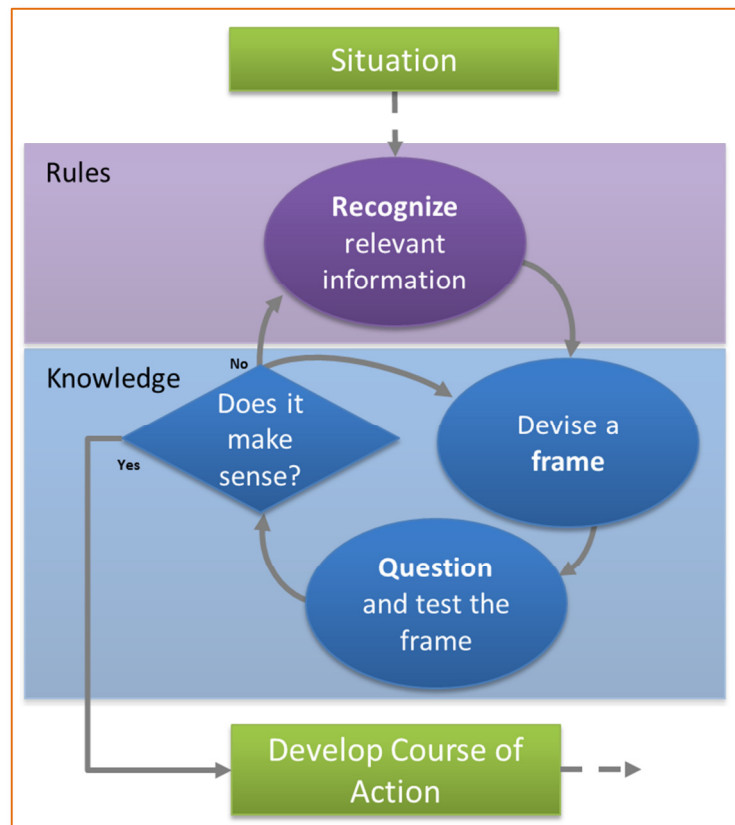 Situation
Rules
Recognize
relevant
information
No
Knowledge
Does it
make
sense?
Devise a
frame
Yes
Question
and test the
frame
Develop Course of
Action